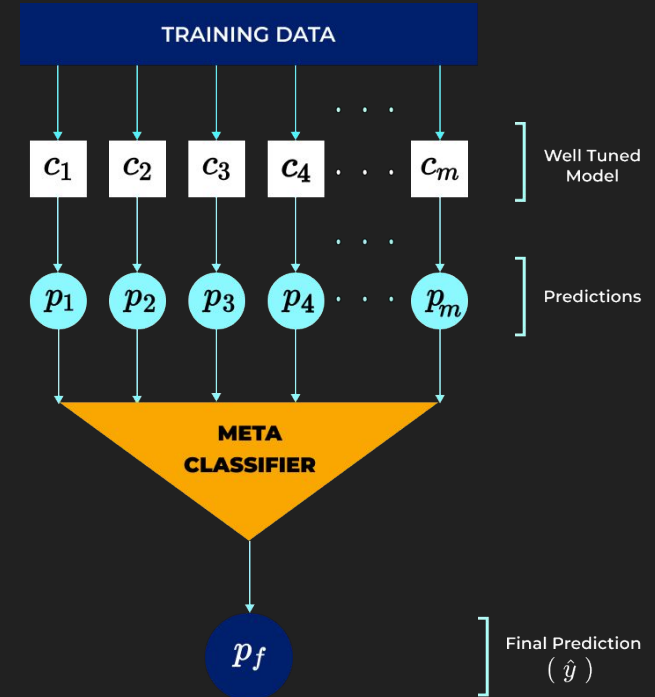 TRAINING DATA
c₁ c₂ c₃ c₄ . . . cₘ
Well Tuned
Model
p₁ p₂ p₃ p₄ . . . pₘ
Predictions
META
CLASSIFIER
p_f
Final Prediction
( ŷ )